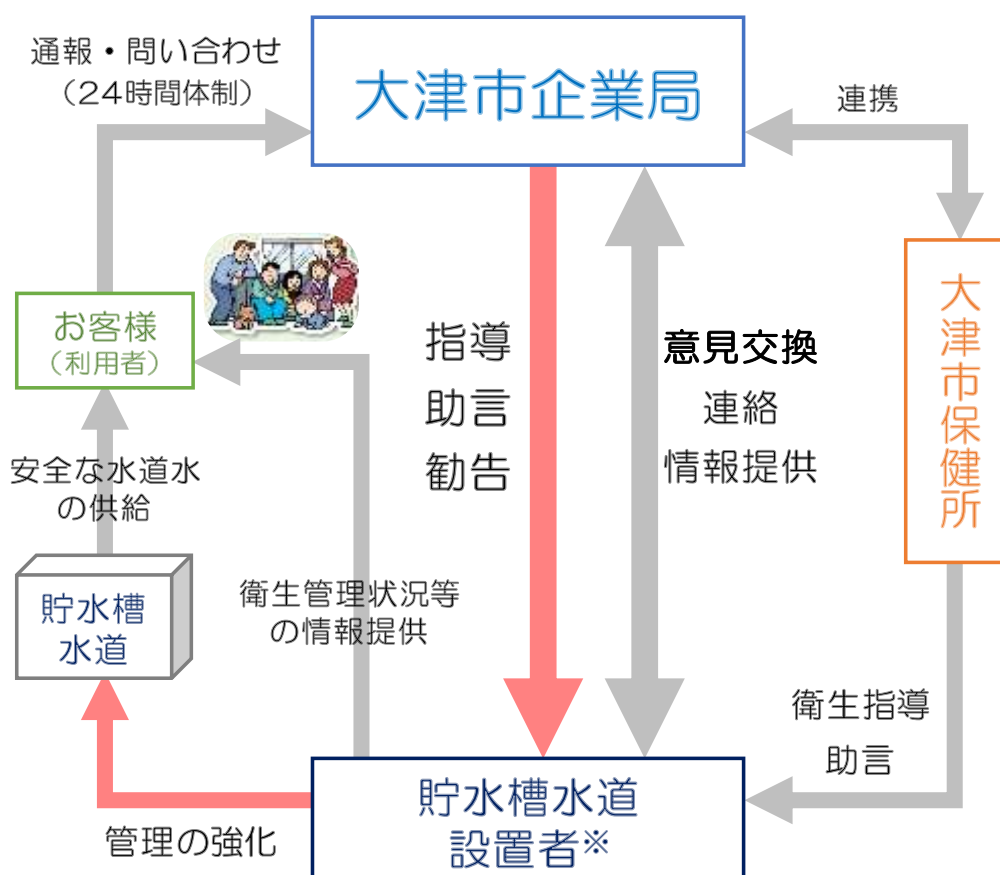 通報・問い合わせ
（24時間体制）
大津市企業局
連携
お客様
（利用者）
指導
助言
勧告
意見交換
連絡
情報提供
大津市保健所
安全な水道水
の供給
貯水槽
水道
衛生管理状況等
の情報提供
衛生指導
助言
管理の強化
貯水槽水道
設置者※